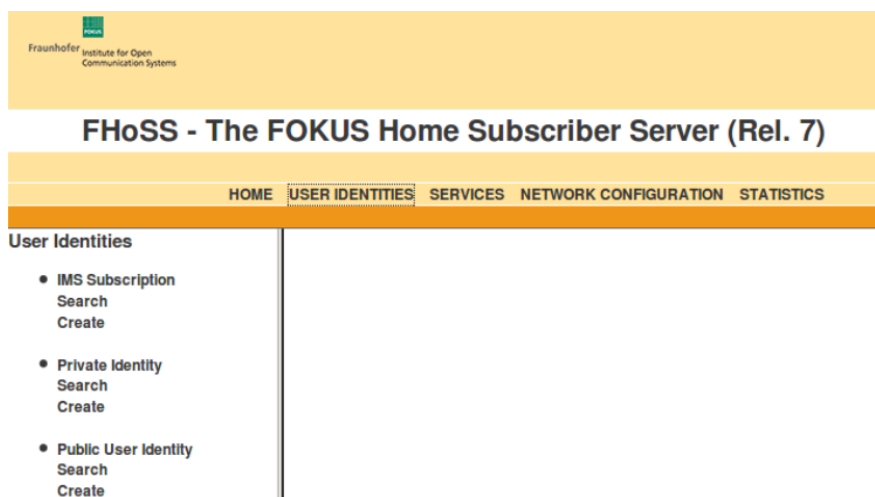 FOKUS
Fraunhofer Institute for Open
Communication Systems
FHoSS - The FOKUS Home Subscriber Server (Rel. 7)
HOME USER IDENTITIES SERVICES NETWORK CONFIGURATION STATISTICS
User Identities
IMS Subscription
Search
Create
Private Identity
Search
Create
Public User Identity
Search
Create